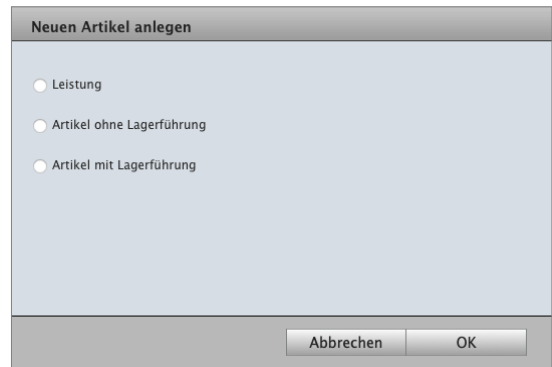 Neuen Artikel anlegen
Leistung
Artikel ohne Lagerführung
Artikel mit Lagerführung
Abbrechen OK